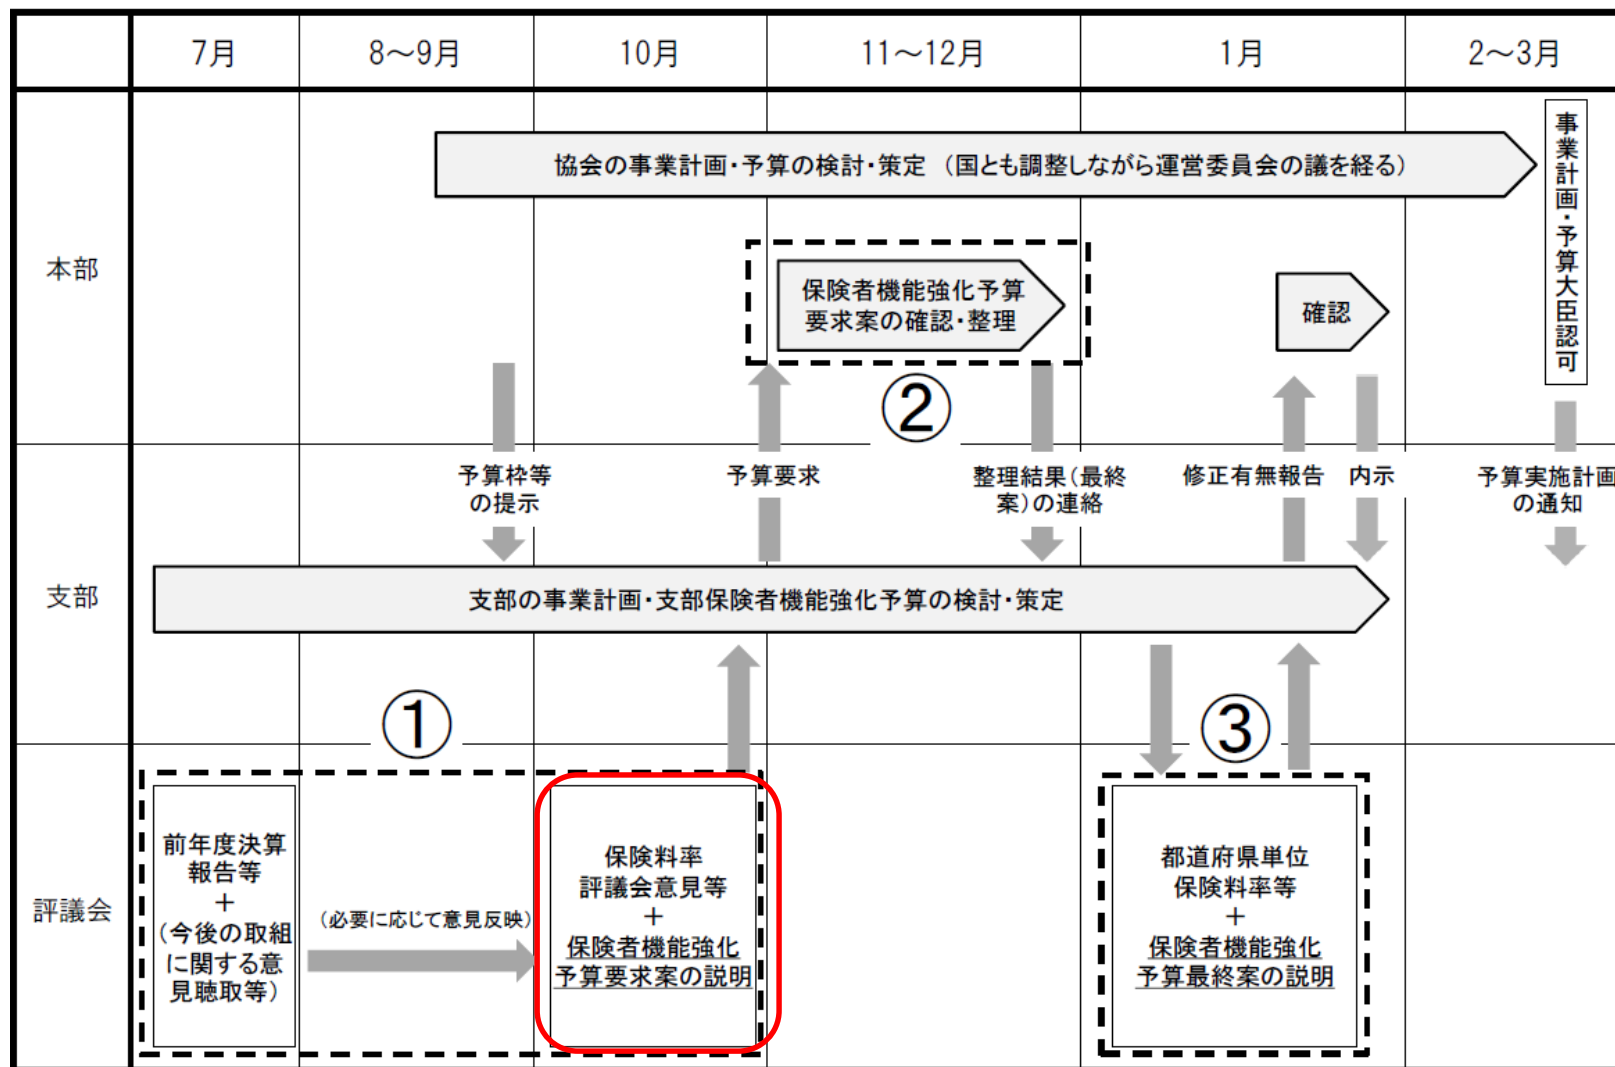 7月
8～9月
10月
11～12月
1月
2～3月
本部
協会の事業計画・予算の検討・策定 （国とも調整しながら運営委員会の議を経る）
事業計画・予算大臣認可
保険者機能強化予算
要求案の確認・整理
確認
②
予算枠等
の提示
予算要求
整理結果（最終
案）の連絡
修正有無報告
内示
予算実施計画
の通知
支部
支部の事業計画・支部保険者機能強化予算の検討・策定
①
③
評議会
前年度決算
報告等
＋
（今後の取組
に関する意
見聴取等）
（必要に応じて意見反映）
保険料率
評議会意見等
＋
保険者機能強化
予算要求案の説明
都道府県単位
保険料率等
＋
保険者機能強化
予算最終案の説明